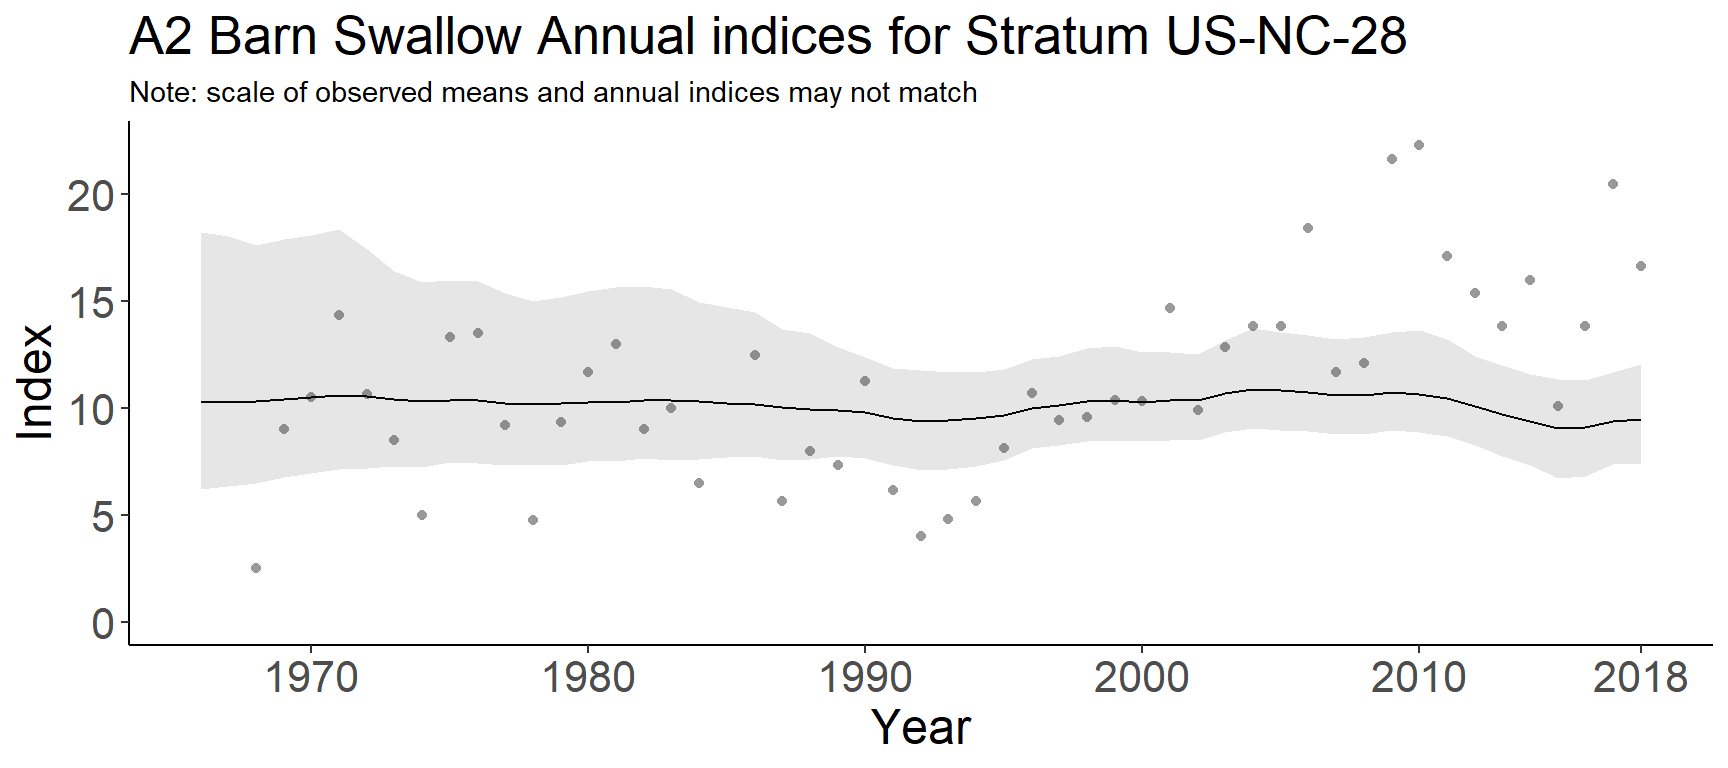 A2 Barn Swallow Annual indices for Stratum US-NC-28
Note: scale of observed means and annual indices may not match
20
15
10
5
0
Index
1970 1980 1990 2000 2010 2018
Year